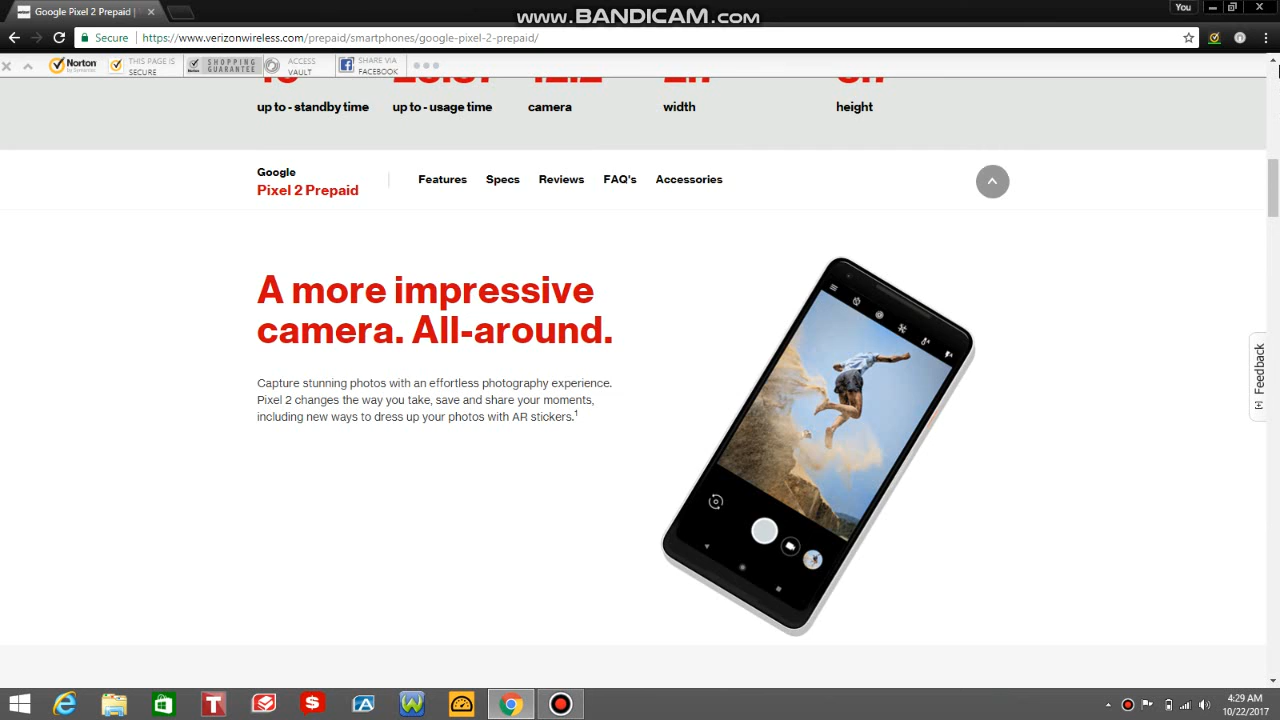 www.BANDICAM.com
Google Pixel 2 Prepaid |
You
Secure https://www.verizonwireless.com/prepaid/smartphones/google-pixel-2-prepaid/
Norton by Symantec
THIS PAGE IS SECURE
SHOPPING GUARANTEE
ACCESS VAULT
SHARE VIA FACEBOOK
up to - standby time up to - usage time camera width height
Google
Pixel 2 Prepaid
Features Specs Reviews FAQ's Accessories
A more impressive
camera. All-around.
Capture stunning photos with an effortless photography experience.
Pixel 2 changes the way you take, save and share your moments,
including new ways to dress up your photos with AR stickers.1
[+] Feedback
4:29 AM
10/22/2017